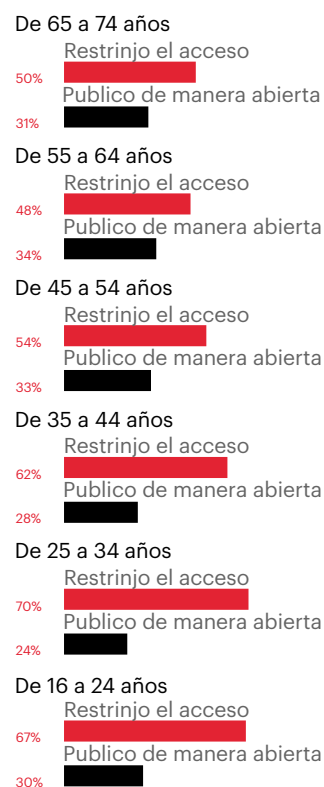 De 65 a 74 años
Restrinjo el acceso
50%
Publico de manera abierta
31%
De 55 a 64 años
Restrinjo el acceso
48%
Publico de manera abierta
34%
De 45 a 54 años
Restrinjo el acceso
54%
Publico de manera abierta
33%
De 35 a 44 años
Restrinjo el acceso
62%
Publico de manera abierta
28%
De 25 a 34 años
Restrinjo el acceso
70%
Publico de manera abierta
24%
De 16 a 24 años
Restrinjo el acceso
67%
Publico de manera abierta
30%